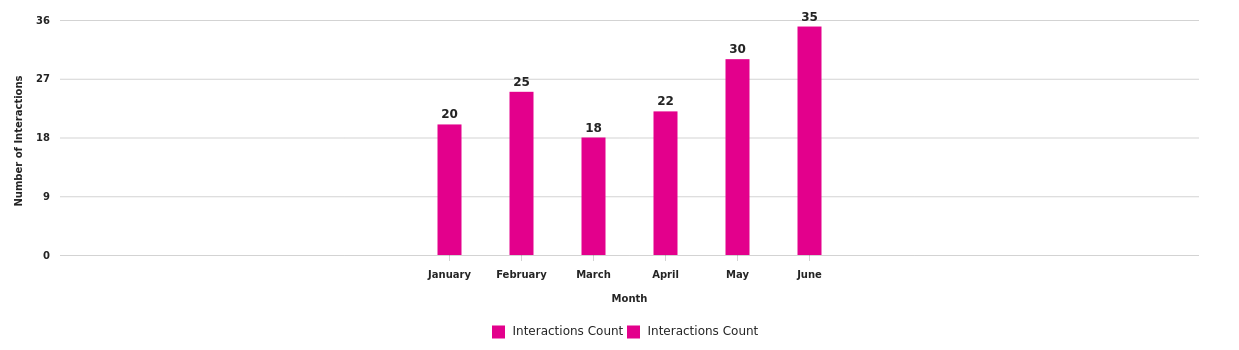 36
27
18
9
0
Number of Interactions
20
25
18
22
30
35
January
February
March
April
May
June
Month
Interactions Count
Interactions Count